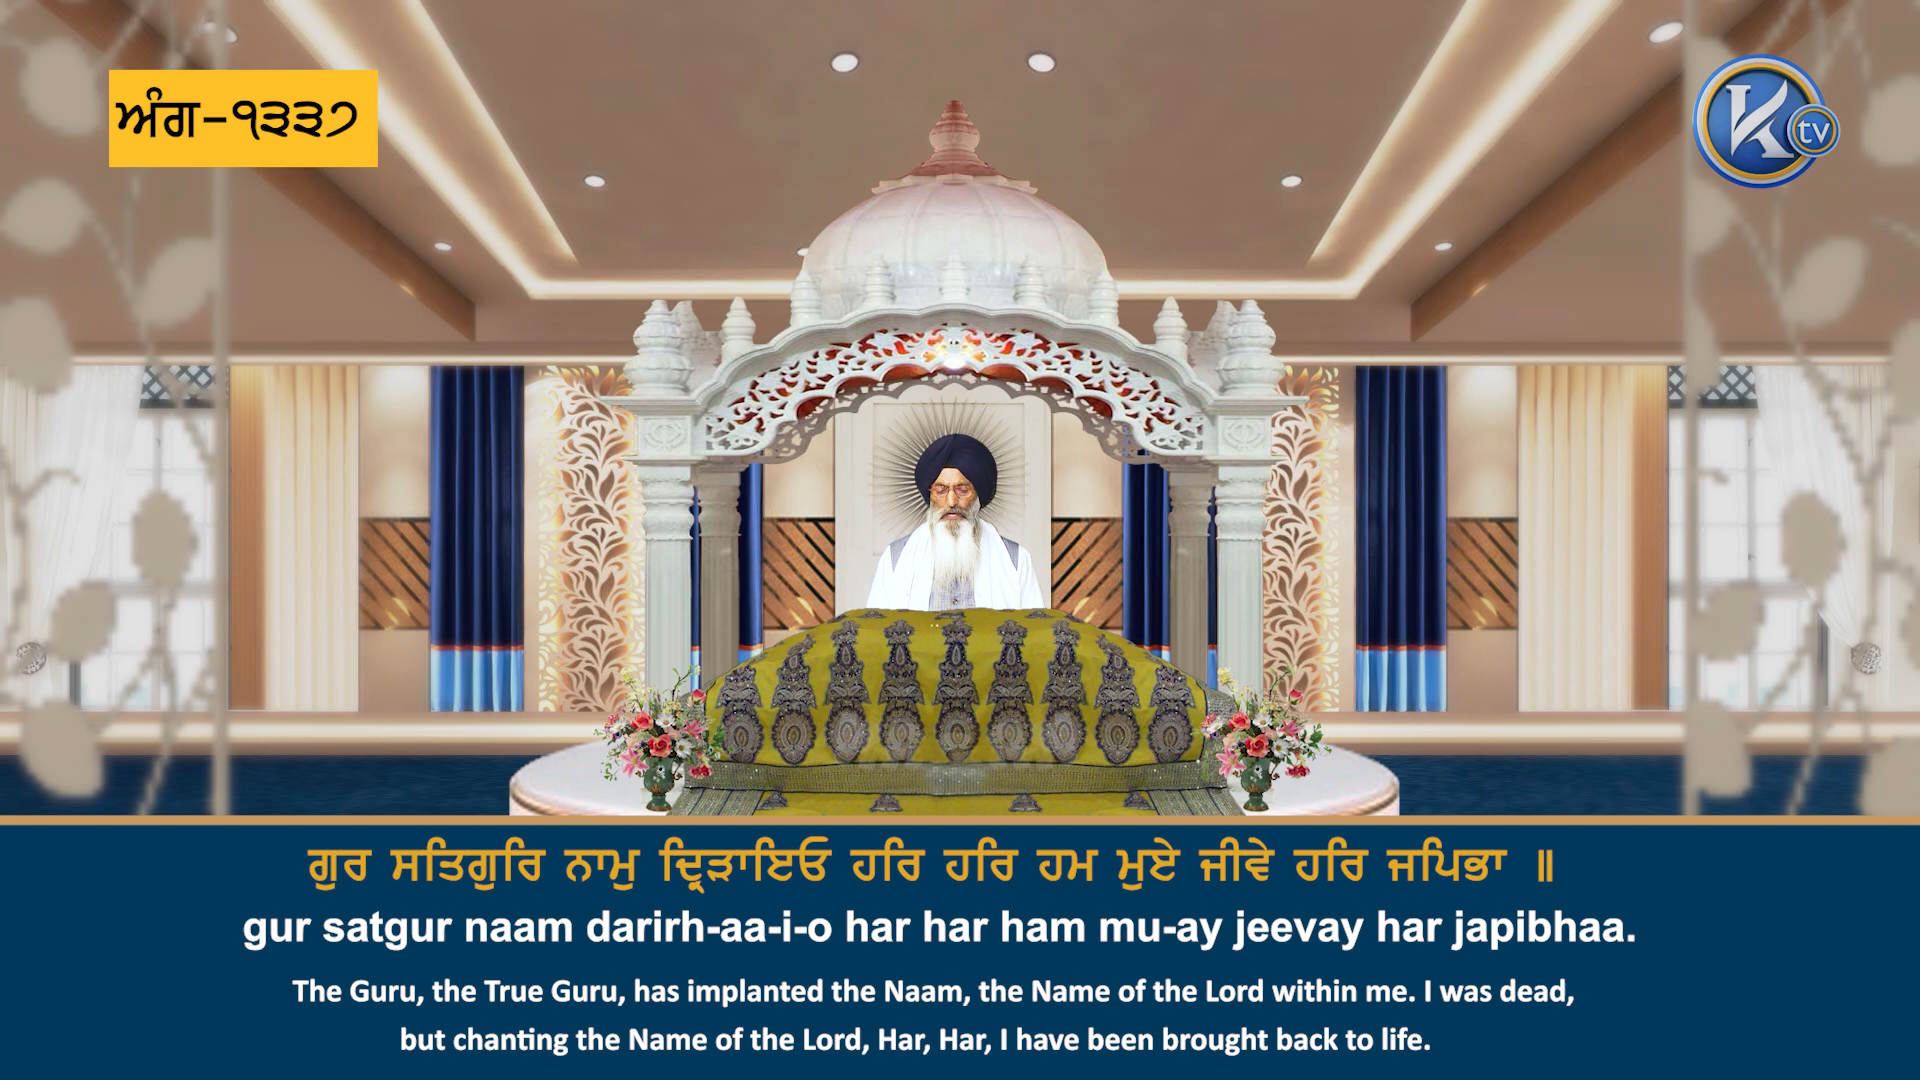 ਅੰਗ-੧੩੩੭
K tv
ਗੁਰ ਸਤਿਗੁਰਿ ਨਾਮੁ ਦ੍ਰਿੜਾਇਓ ਹਰਿ ਹਰਿ ਹਮ ਮੁਏ ਜੀਵੇ ਹਰਿ ਜਪਿਭਾ ॥
gur satgur naam darirh-aa-i-o har har ham mu-ay jeevay har japibhaa.
The Guru, the True Guru, has implanted the Naam, the Name of the Lord within me. I was dead,
but chanting the Name of the Lord, Har, Har, I have been brought back to life.